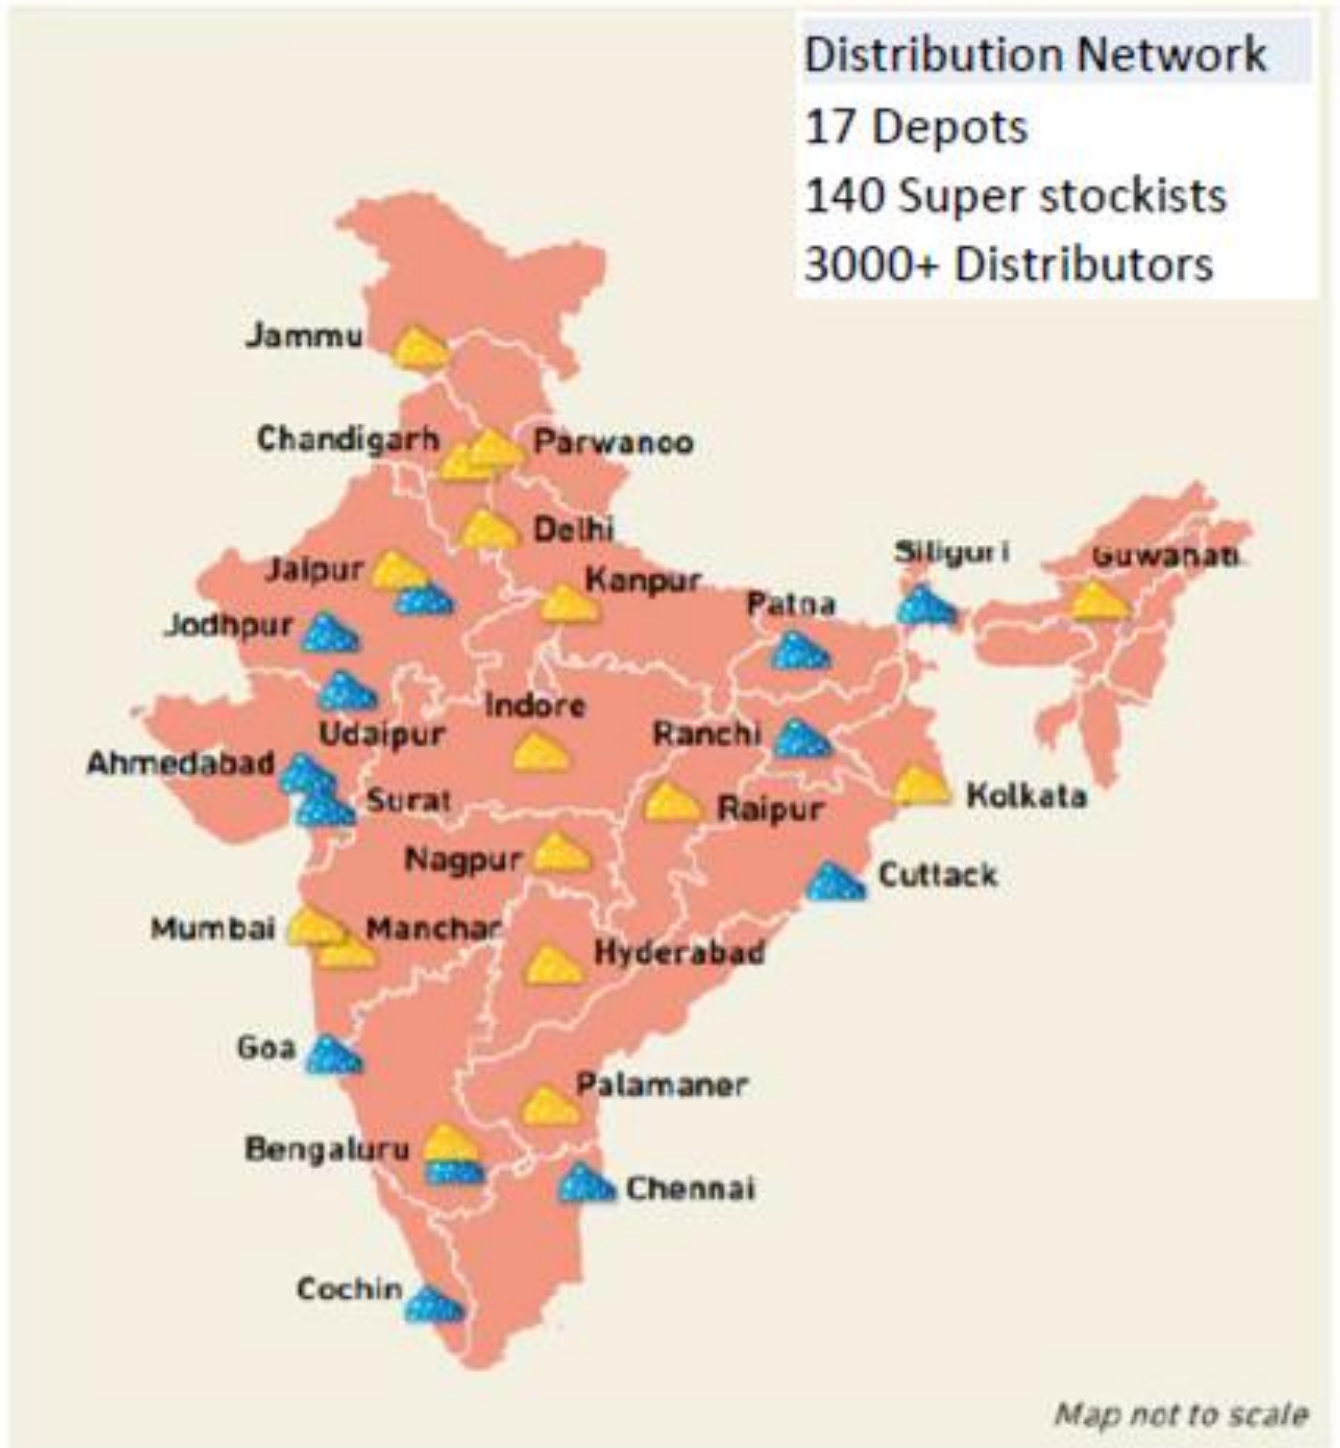 Distribution Network
17 Depots
140 Super stockists
3000+ Distributors
Jammu
Chandigarh
Parwanoo
Delhi
Jaipur
Kanpur
Siliguri
Guwahati
Patna
Jodhpur
Indore
Udaipur
Ranchi
Ahmedabad
Surat
Raipur
Kolkata
Nagpur
Cuttack
Mumbai
Manchar
Hyderabad
Goa
Palamaner
Bengaluru
Chennai
Cochin
Map not to scale